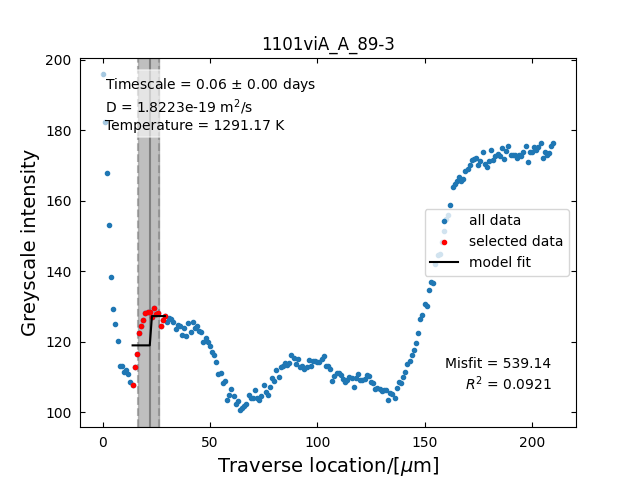 1101viA_A_89-3
Timescale = 0.06 ± 0.00 days
D = 1.8223e-19 m²/s
Temperature = 1291.17 K
all data
selected data
model fit
Misfit = 539.14
R² = 0.0921
200
180
160
140
120
100
0 50 100 150 200
Greyscale intensity
Traverse location/[μm]